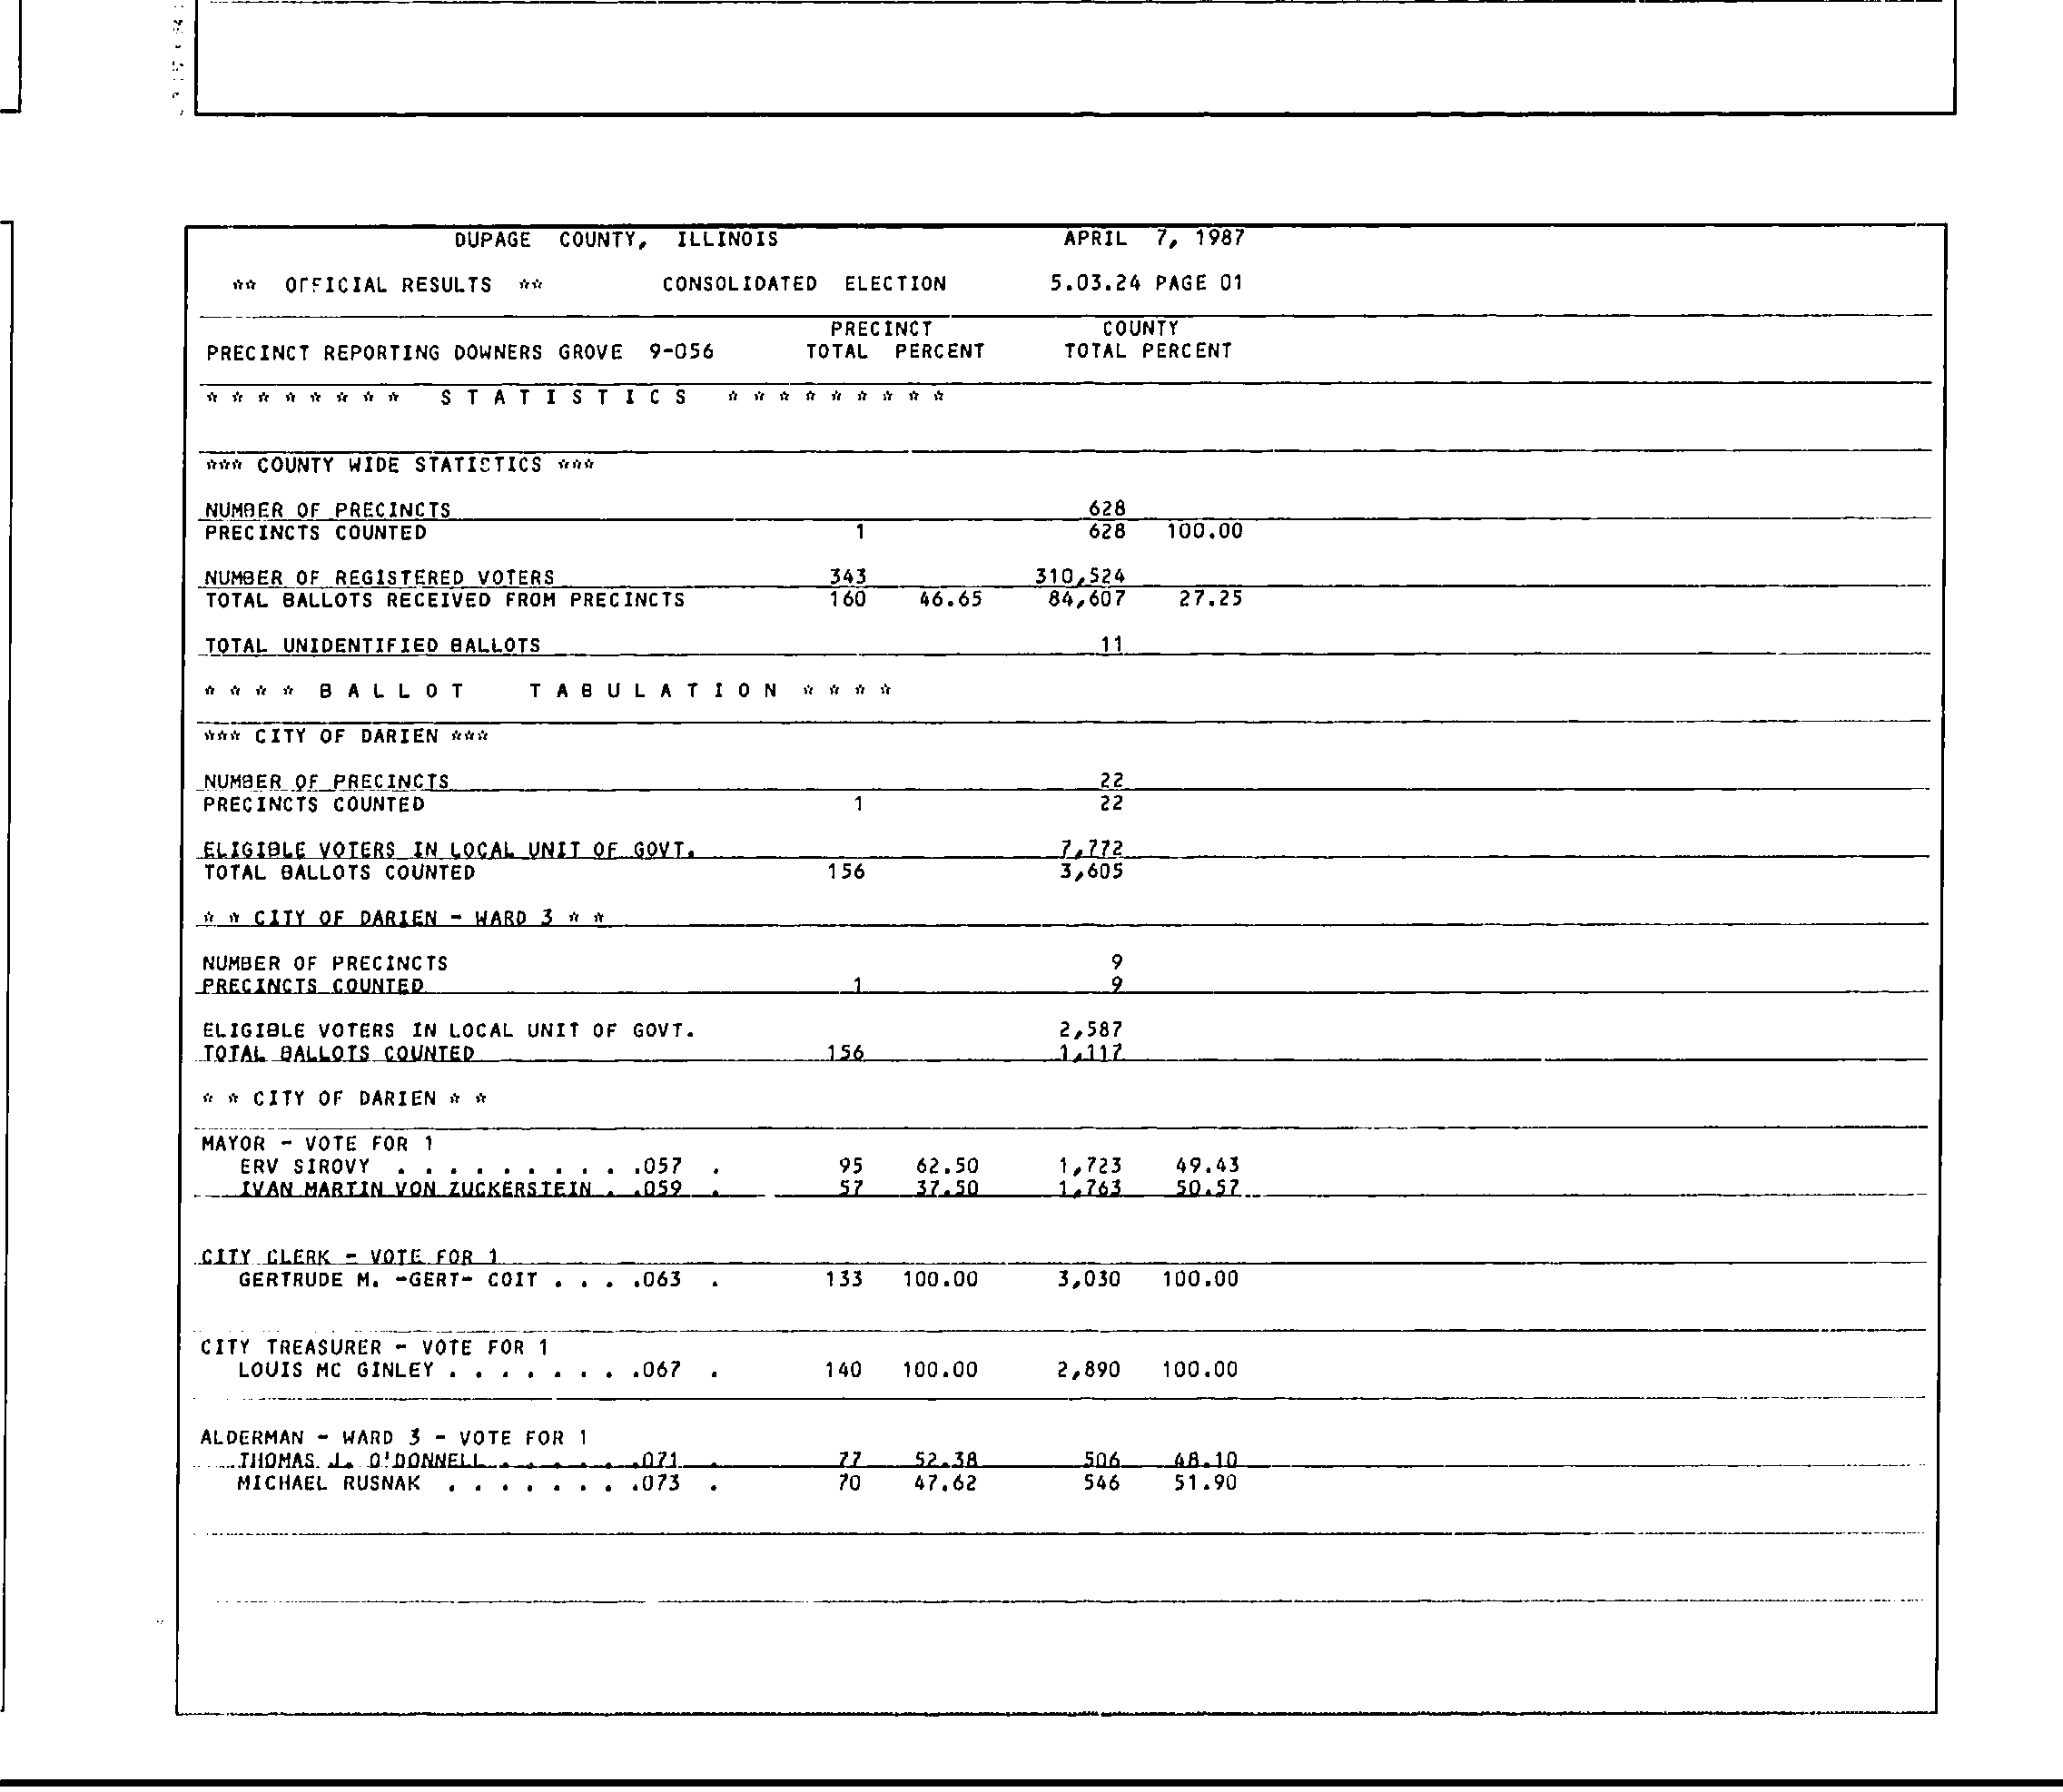 DUPAGE COUNTY, ILLINOIS APRIL 7, 1987
** OFFICIAL RESULTS ** CONSOLIDATED ELECTION 5.03.24 PAGE 01
PRECINCT COUNTY
PRECINCT REPORTING DOWNERS GROVE 9-056 TOTAL PERCENT TOTAL PERCENT
* * * * * * * * S T A T I S T I C S * * * * * * * * *
*** COUNTY WIDE STATISTICS ***
NUMBER OF PRECINCTS 628
PRECINCTS COUNTED 1 628 100.00
NUMBER OF REGISTERED VOTERS 343 310,524
TOTAL BALLOTS RECEIVED FROM PRECINCTS 160 46.65 84,607 27.25
TOTAL UNIDENTIFIED BALLOTS 11
* * * * B A L L O T T A B U L A T I O N * * * *
*** CITY OF DARIEN ***
NUMBER OF PRECINCTS 22
PRECINCTS COUNTED 1 22
ELIGIBLE VOTERS IN LOCAL UNIT OF GOVT. 7,772
TOTAL BALLOTS COUNTED 156 3,605
* * CITY OF DARIEN - WARD 3 * *
NUMBER OF PRECINCTS 9
PRECINCTS COUNTED 1 9
ELIGIBLE VOTERS IN LOCAL UNIT OF GOVT. 2,587
TOTAL BALLOTS COUNTED 156 1,117
* * CITY OF DARIEN * *
MAYOR - VOTE FOR 1
ERV SIROVY . . . . . . . . . .057 . 95 62.50 1,723 49.43
IVAN MARTIN VON ZUCKERSTEIN . .059 . 57 37.50 1,763 50.57
CITY CLERK - VOTE FOR 1
GERTRUDE M. -GERT- COIT . . . .063 . 133 100.00 3,030 100.00
CITY TREASURER - VOTE FOR 1
LOUIS MC GINLEY . . . . . . . .067 . 140 100.00 2,890 100.00
ALDERMAN - WARD 3 - VOTE FOR 1
THOMAS J. O'DONNELL . . . . . .071 . 77 52.38 506 48.10
MICHAEL RUSNAK . . . . . . . .073 . 70 47.62 546 51.90